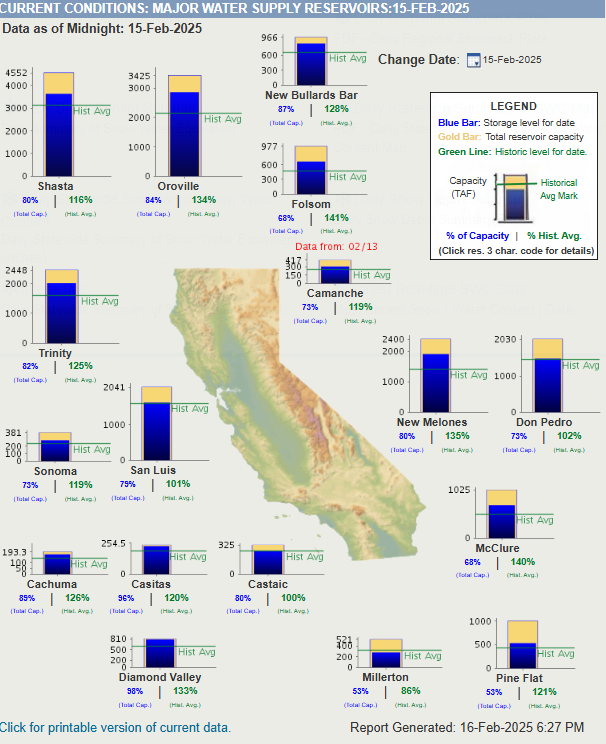 CURRENT CONDITIONS: MAJOR WATER SUPPLY RESERVOIRS:15-FEB-2025
Data as of Midnight: 15-Feb-2025
Change Date: 15-Feb-2025
4552
4000
3000
2000
1000
0
Hist Avg
Shasta
80% | 116%
(Total Cap.) (Hist. Avg.)
3425
3000
2000
1000
0
Hist Avg
Oroville
84% | 134%
(Total Cap.) (Hist. Avg.)
966
600
300
0
Hist Avg
New Bullards Bar
87% | 128%
(Total Cap.) (Hist. Avg.)
977
600
300
0
Hist Avg
Folsom
68% | 141%
(Total Cap.) (Hist. Avg.)
LEGEND
Blue Bar: Storage level for date
Gold Bar: Total reservoir capacity
Green Line: Historic level for date.
Capacity
(TAF)
Historical
Avg Mark
% of Capacity | % Hist. Avg.
(Click res. 3 char. code for details)
Data from: 02/13
417
300
150
0
Hist Avg
Camanche
73% | 119%
(Total Cap.) (Hist. Avg.)
2448
2000
1000
0
Hist Avg
Trinity
82% | 125%
(Total Cap.) (Hist. Avg.)
2400
2000
1000
0
Hist Avg
New Melones
80% | 135%
(Total Cap.) (Hist. Avg.)
2030
1000
0
Hist Avg
Don Pedro
73% | 102%
(Total Cap.) (Hist. Avg.)
381
200
100
0
Hist Avg
Sonoma
73% | 119%
(Total Cap.) (Hist. Avg.)
2041
1000
0
Hist Avg
San Luis
79% | 101%
(Total Cap.) (Hist. Avg.)
1025
500
0
Hist Avg
McClure
68% | 140%
(Total Cap.) (Hist. Avg.)
193.3
100
50
0
Hist Avg
Cachuma
89% | 126%
(Total Cap.) (Hist. Avg.)
254.5
0
Hist Avg
Casitas
96% | 120%
(Total Cap.) (Hist. Avg.)
325
0
Hist Avg
Castaic
80% | 100%
(Total Cap.) (Hist. Avg.)
810
500
200
0
Hist Avg
Diamond Valley
98% | 133%
(Total Cap.) (Hist. Avg.)
521
400
200
0
Hist Avg
Millerton
53% | 86%
(Total Cap.) (Hist. Avg.)
1000
500
0
Hist Avg
Pine Flat
53% | 121%
(Total Cap.) (Hist. Avg.)
Click for printable version of current data.
Report Generated: 16-Feb-2025 6:27 PM